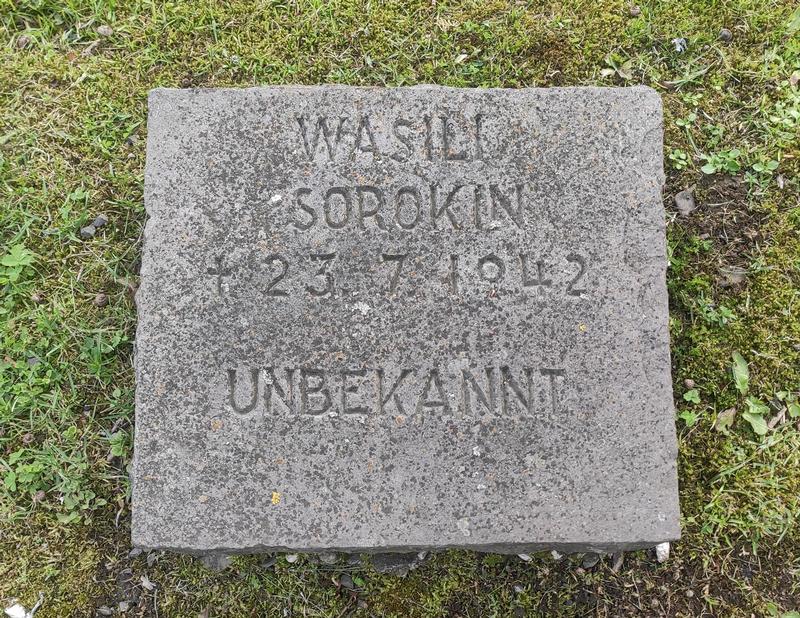 WASILI
SOROKIN
† 23. 7. 1942
UNBEKANNT